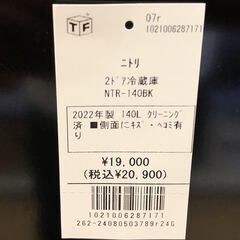 TTF
07r
1021006287171
ニトリ
2ﾄﾞｱ冷蔵庫
NTR-140BK
2022年製 140L ｸﾘｰﾆﾝｸﾞ
済 ■側面にｷｽﾞ・ﾍｺﾐ有
り
¥19,000
(税込¥20,900)
1021006287171
262-24080503789r24G